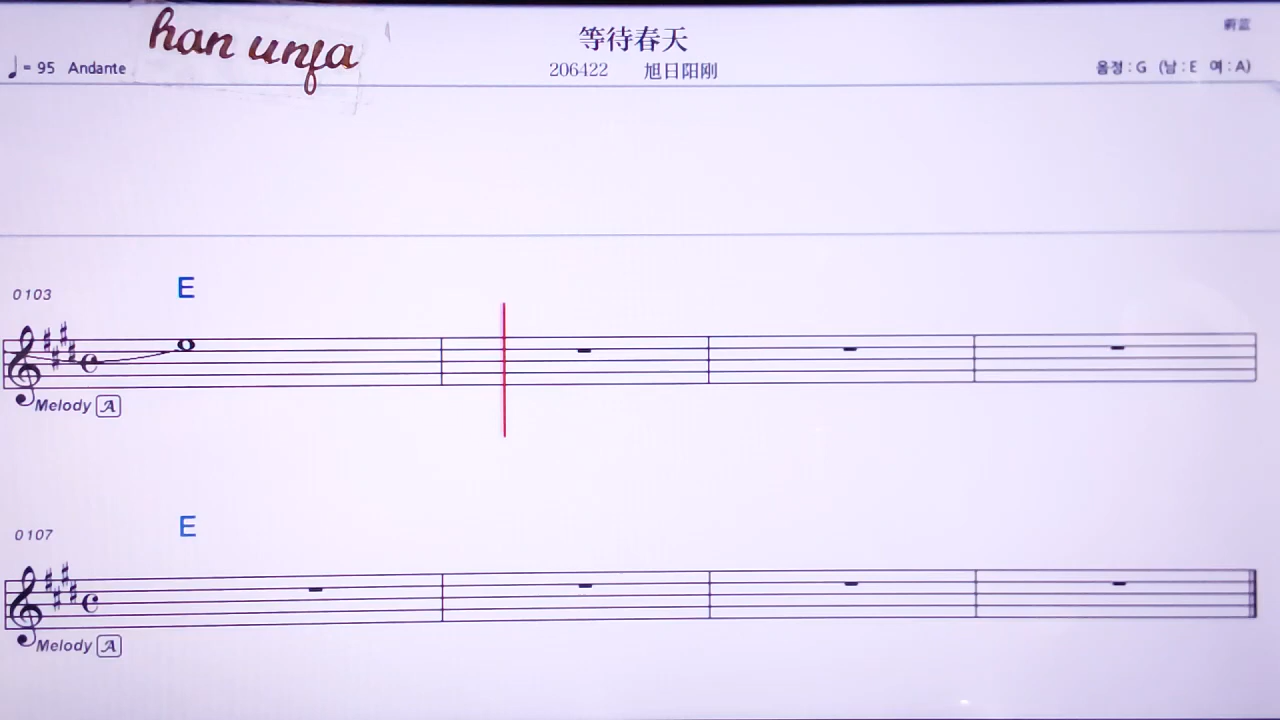 han unfa
等待春天
♩= 95 Andante
206422 旭日阳刚
음정 : G (남 : E 여 : A)
0103
E
Melody A
0107
E
Melody A